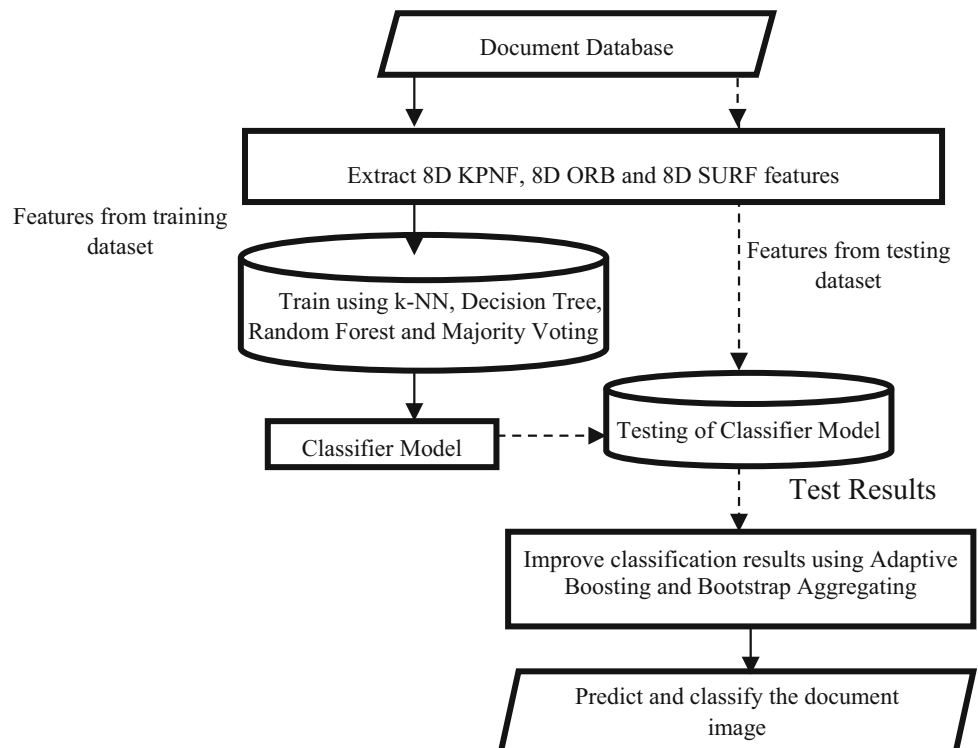 Document Database
Extract 8D KPNF, 8D ORB and 8D SURF features
Features from training
dataset
Features from testing
dataset
Train using k-NN, Decision Tree,
Random Forest and Majority Voting
Classifier Model
Testing of Classifier Model
Test Results
Improve classification results using Adaptive
Boosting and Bootstrap Aggregating
Predict and classify the document
image